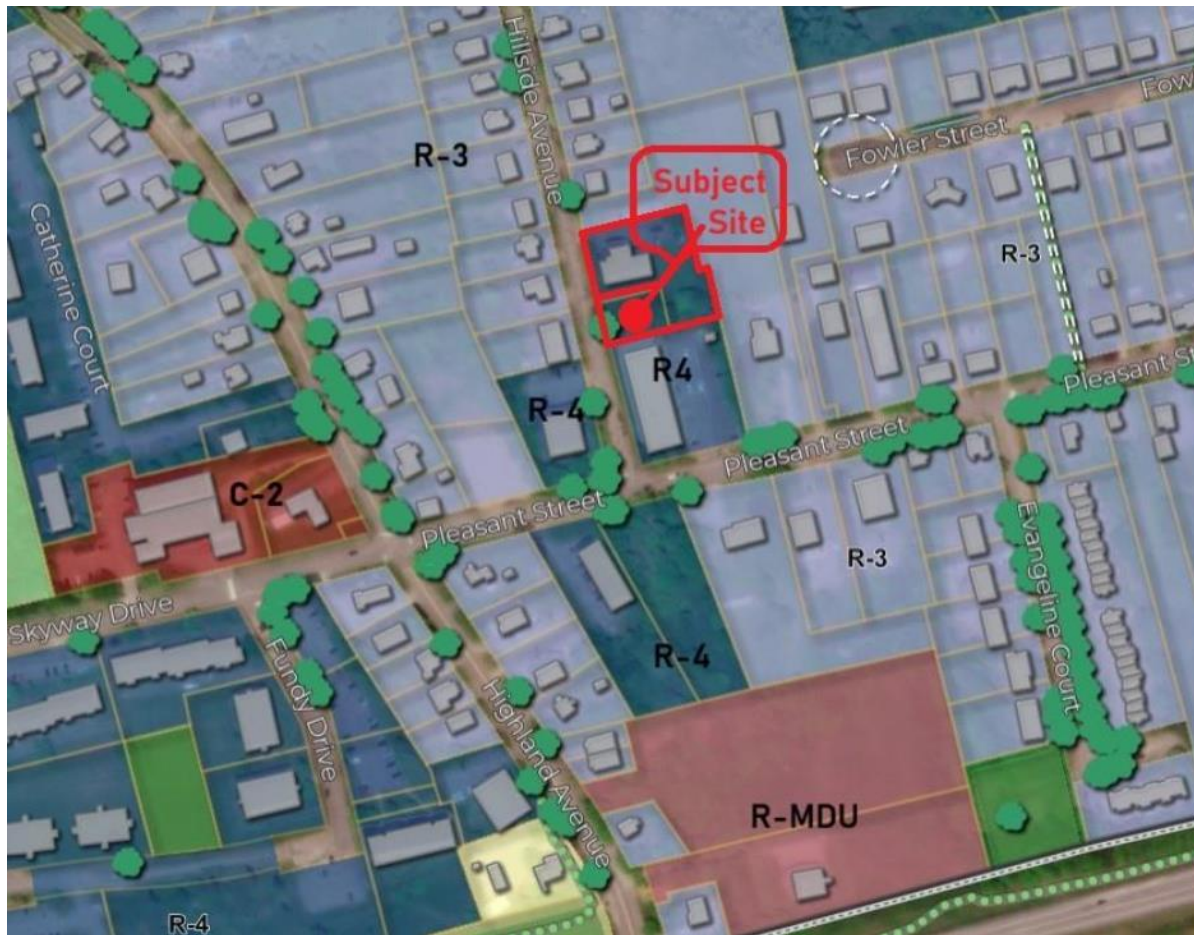 Hillside Avenue
Fow
Fowler Street
R-3
Subject
Site
Catherine Court
R-3
R4
Pleasant St
R-4
Pleasant Street
C-2
Pleasant Street
R-3
Evangeline Court
Skyway Drive
Fundy Drive
R-4
Highland Avenue
R-MDU
R-4